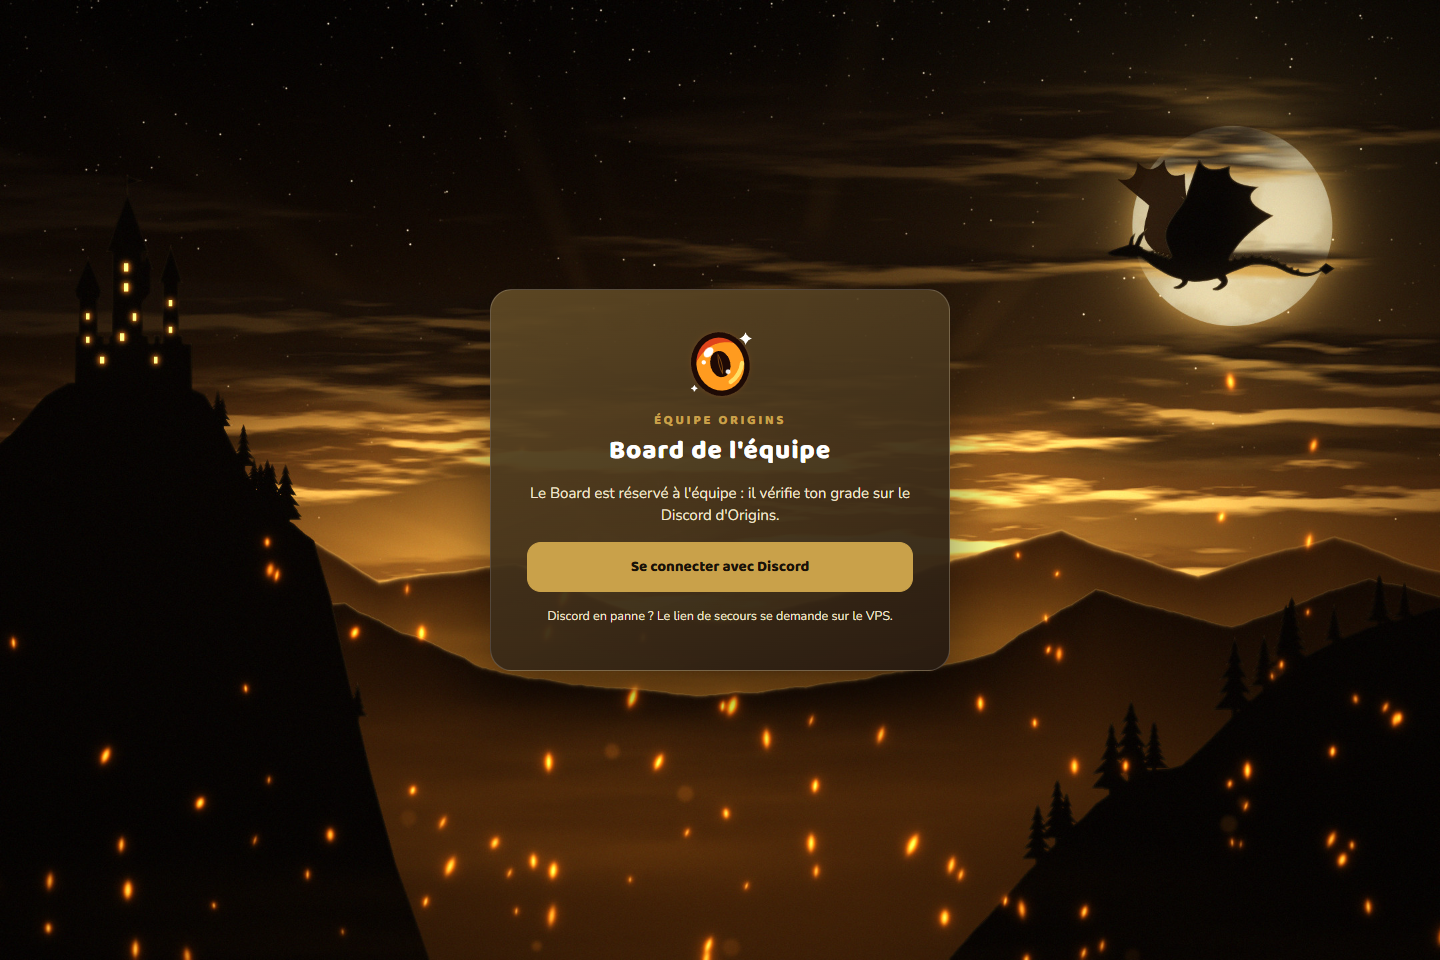 ÉQUIPE ORIGINS
Board de l'équipe
Le Board est réservé à l'équipe : il vérifie ton grade sur le
Discord d'Origins.
Se connecter avec Discord
Discord en panne ? Le lien de secours se demande sur le VPS.